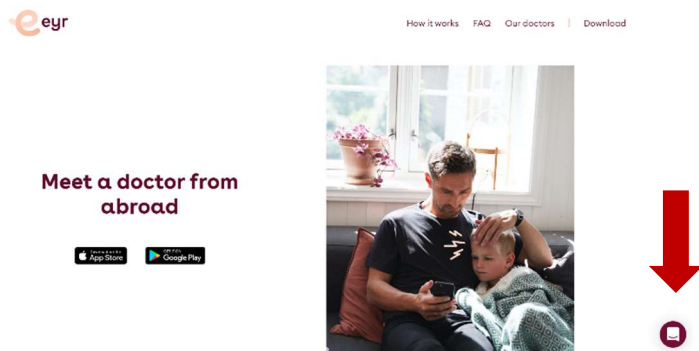 eyr
How it works FAQ Our doctors Download
Meet a doctor from
abroad
App Store
Google Play